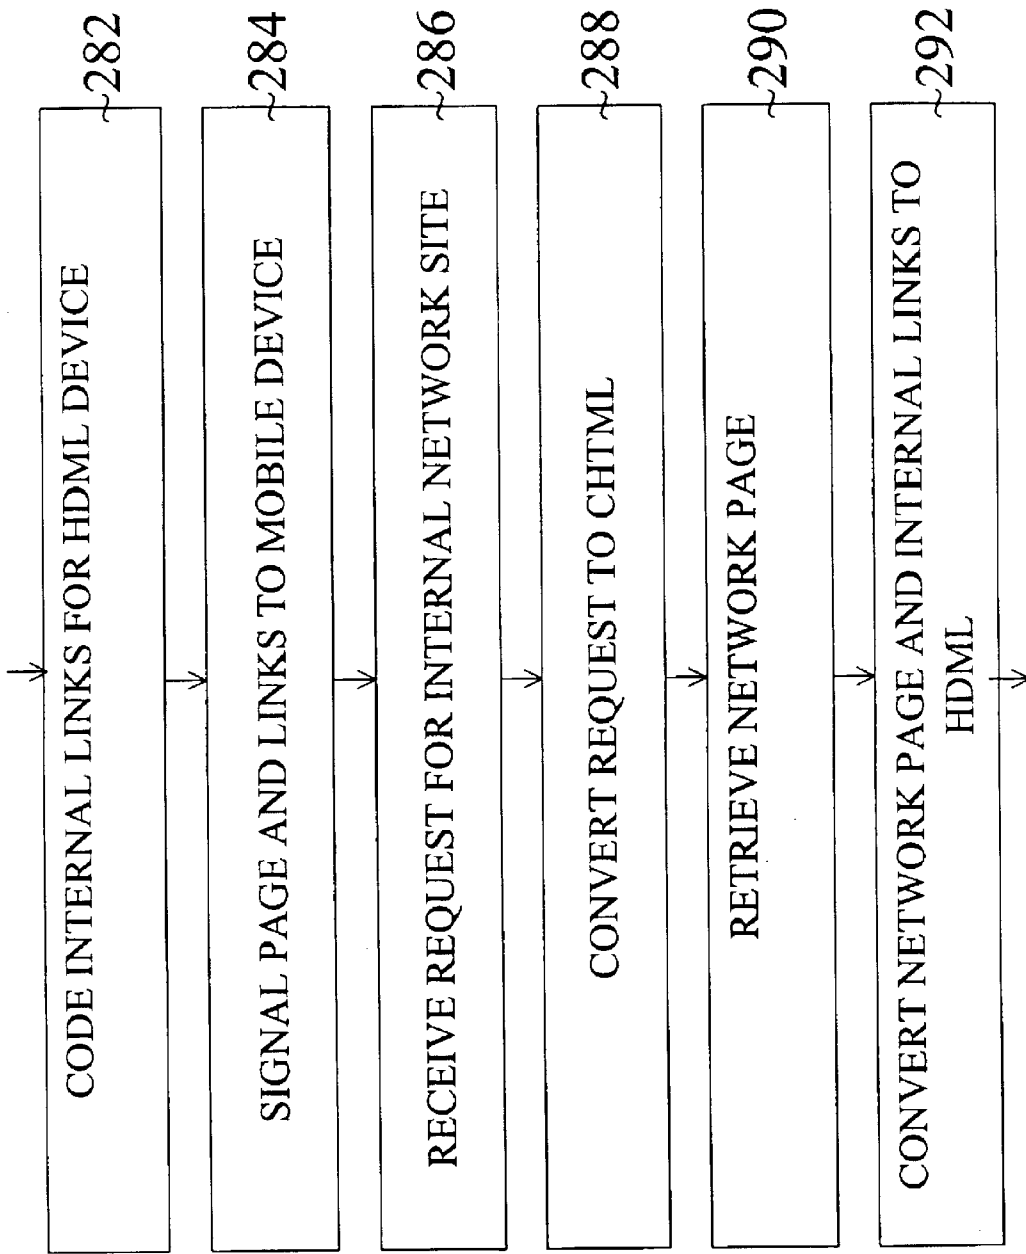 CODE INTERNAL LINKS FOR HDML DEVICE
~282
SIGNAL PAGE AND LINKS TO MOBILE DEVICE
~284
RECEIVE REQUEST FOR INTERNAL NETWORK SITE
~286
CONVERT REQUEST TO CHTML
~288
RETRIEVE NETWORK PAGE
~290
CONVERT NETWORK PAGE AND INTERNAL LINKS TO
HDML
~292